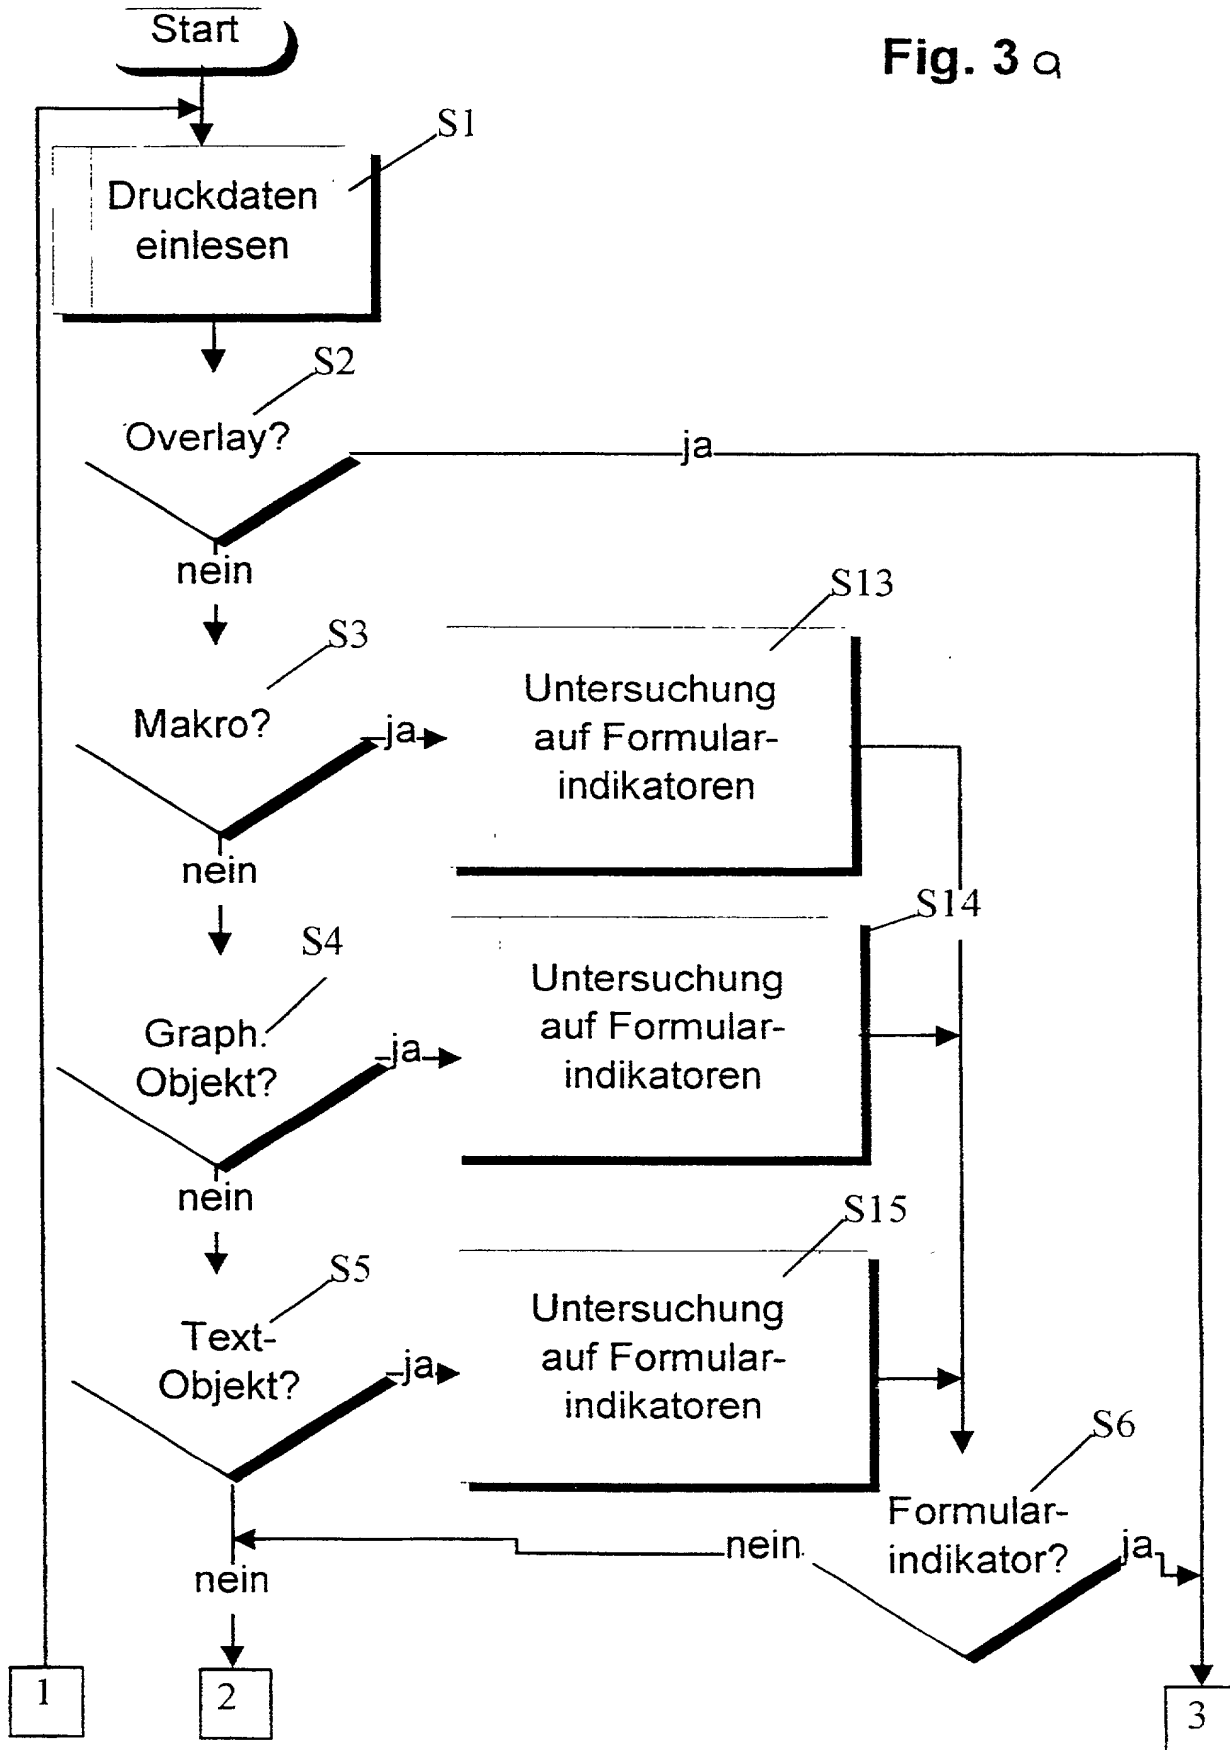 Start
Fig. 3 a
S1
Druckdaten
einlesen
S2
Overlay?
ja
nein
S13
S3
Untersuchung
auf Formular-
indikatoren
Makro?
ja
nein
S14
S4
Untersuchung
auf Formular-
indikatoren
Graph.
Objekt?
ja
nein
S15
S5
Untersuchung
auf Formular-
indikatoren
Text-
Objekt?
ja
S6
Formular-
indikator?
nein
ja
nein
1
2
3